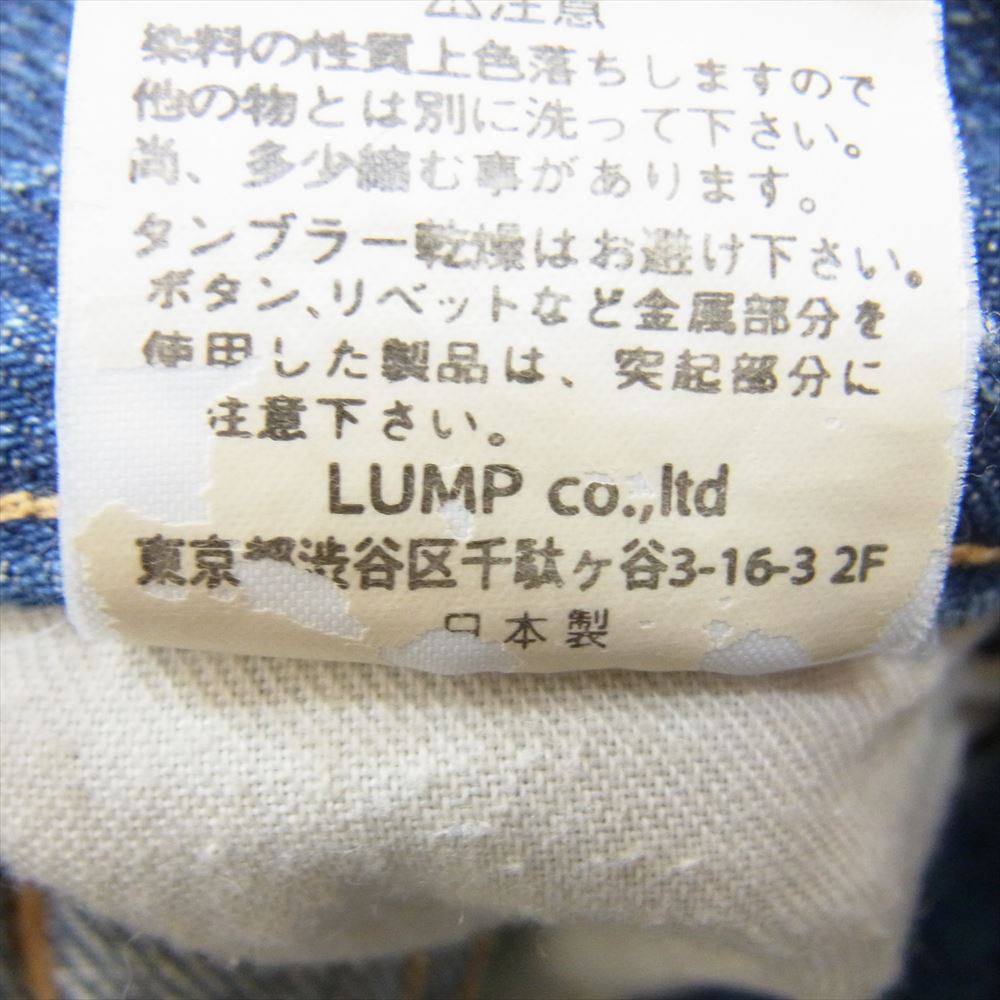 ⚠注意
染料の性質上色落ちしますので
他の物とは別に洗って下さい。
尚、多少縮む事があります。
タンブラー乾燥はお避け下さい。
ボタン、リベットなど金属部分を
使用した製品は、突起部分に
注意下さい。
LUMP co.,ltd
東京都渋谷区千駄ヶ谷3-16-3 2F
日本製